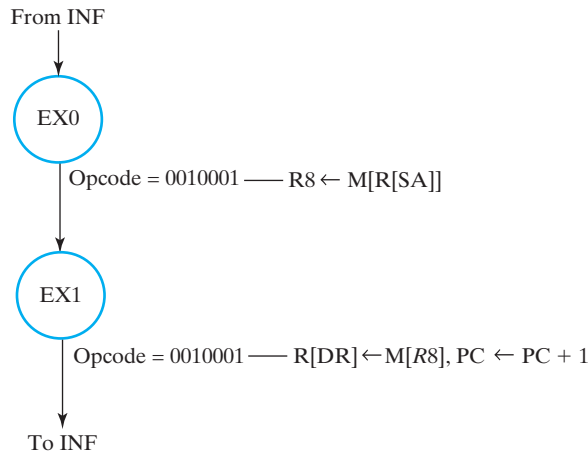 From INF
EX0
Opcode = 0010001 — R8 ← M[R[SA]]
EX1
Opcode = 0010001 — R[DR] ← M[R8], PC ← PC + 1
To INF